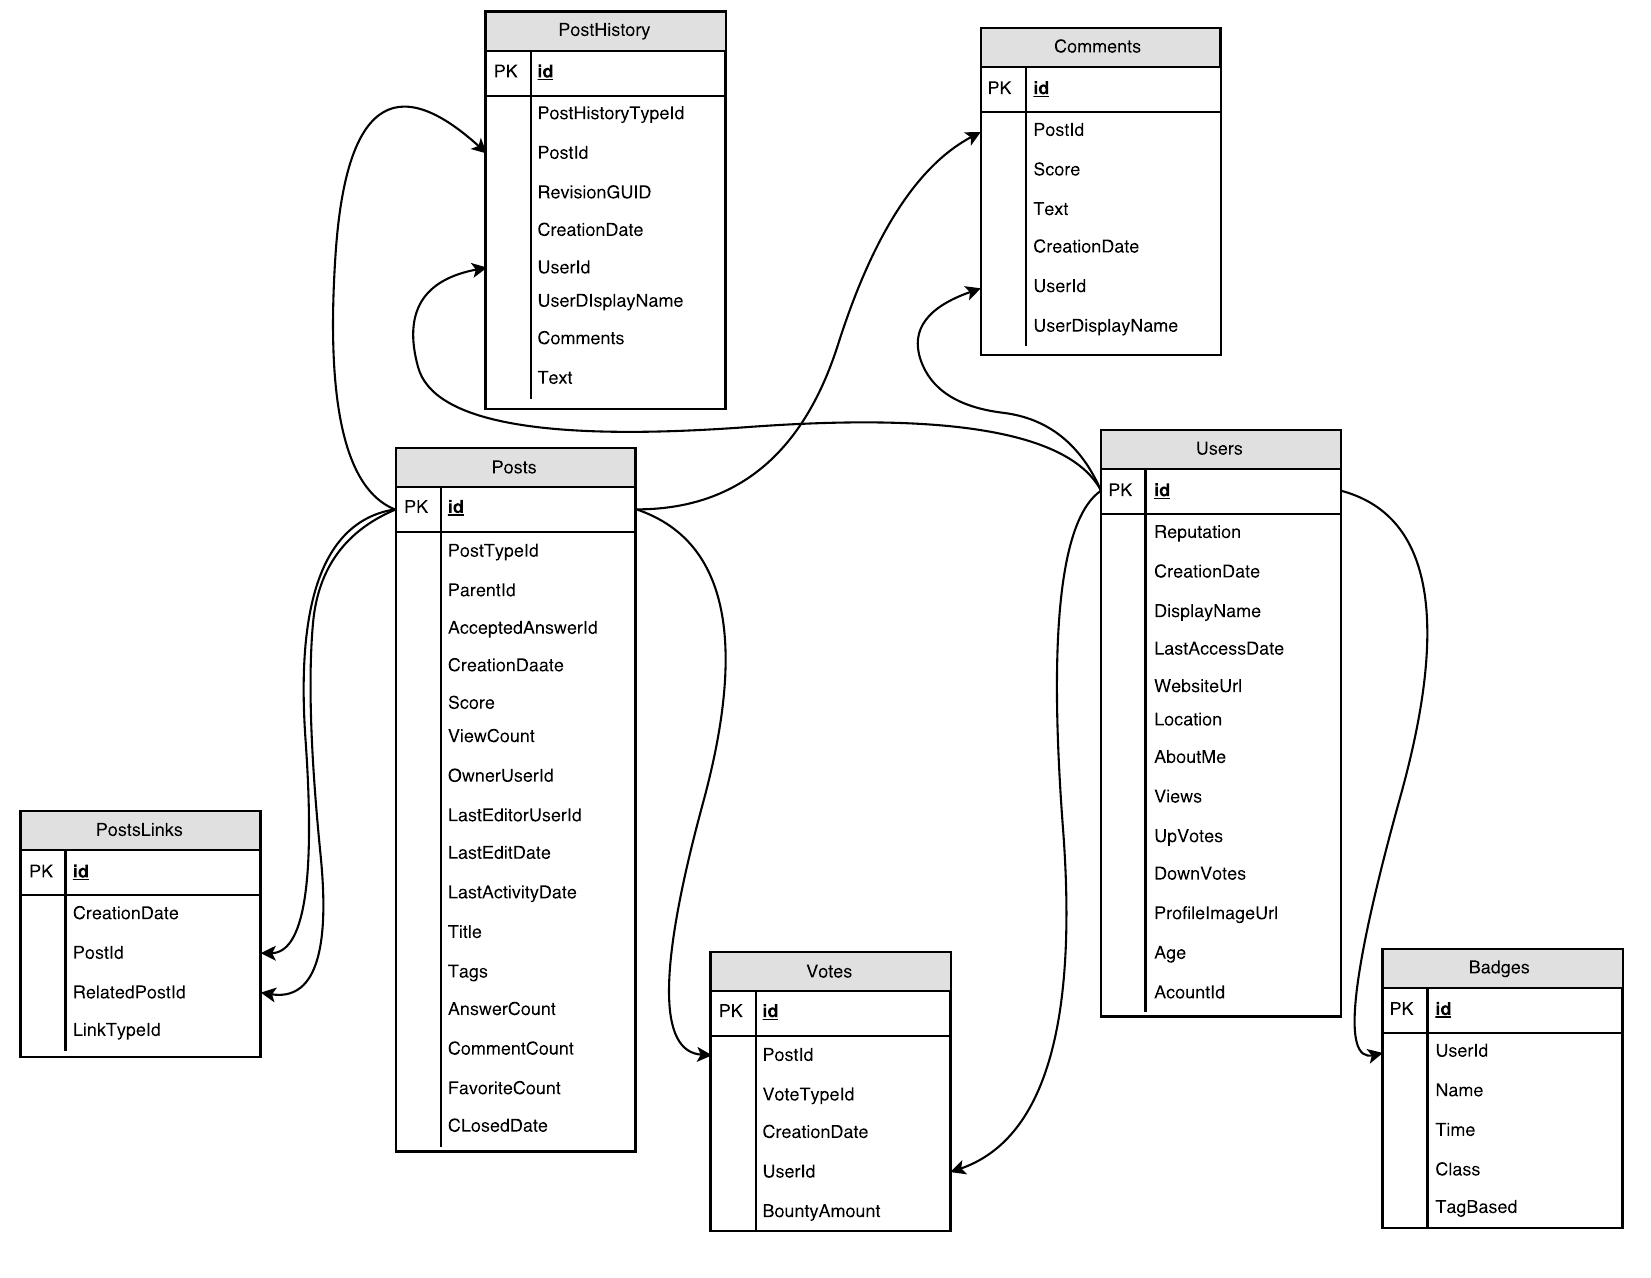 PostHistory
PK id
PostHistoryTypeId
PostId
RevisionGUID
CreationDate
UserId
UserDIsplayName
Comments
Text
Comments
PK id
PostId
Score
Text
CreationDate
UserId
UserDisplayName
Posts
PK id
PostTypeId
ParentId
AcceptedAnswerId
CreationDaate
Score
ViewCount
OwnerUserId
LastEditorUserId
LastEditDate
LastActivityDate
Title
Tags
AnswerCount
CommentCount
FavoriteCount
CLosedDate
Users
PK id
Reputation
CreationDate
DisplayName
LastAccessDate
WebsiteUrl
Location
AboutMe
Views
UpVotes
DownVotes
ProfileImageUrl
Age
AcountId
PostsLinks
PK id
CreationDate
PostId
RelatedPostId
LinkTypeId
Votes
PK id
PostId
VoteTypeId
CreationDate
UserId
BountyAmount
Badges
PK id
UserId
Name
Time
Class
TagBased